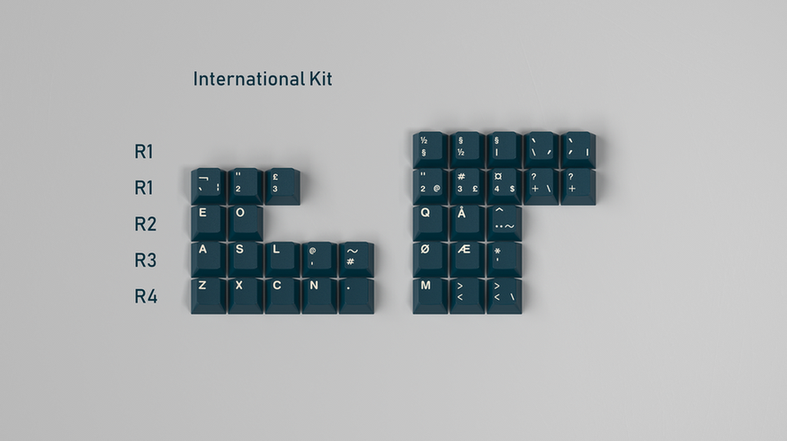 International Kit
R1
½ § § ½ § | ` \ ´ ` ´ |
R1
¬ ` ¦ " 2 £ 3
" 2 @ # 3 £ ¤ 4 $ ? + \ ? +
R2
E O
Q Å ^ ¨ ~
R3
A S L @ ' ~ #
Ø Æ * '
R4
Z X C N .
M > < > < \